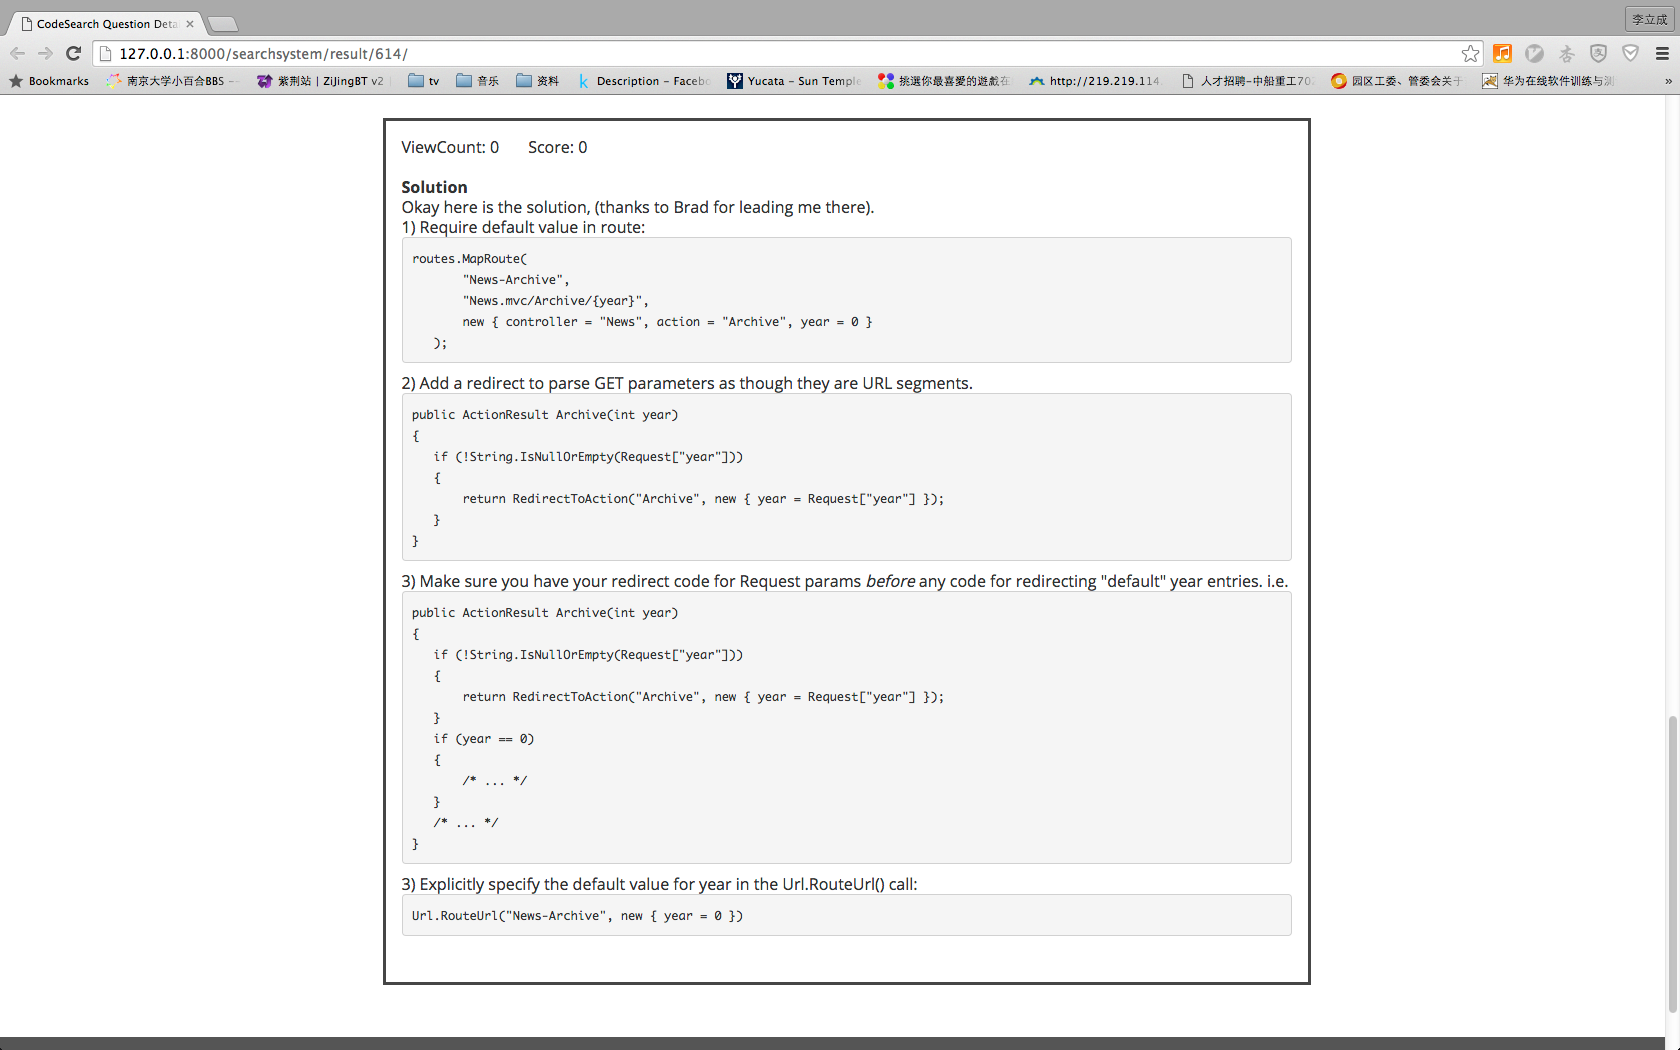 CodeSearch Question Deta
李立成
127.0.0.1:8000/searchsystem/result/614/
Bookmarks 南京大学小百合BBS – 紫荆站 | ZiJingBT v2 tv 音乐 资料 Description – Facebo Yucata – Sun Temple 挑選你最喜愛的遊戲在 http://219.219.114. 人才招聘-中船重工70 园区工委、管委会关于 华为在线软件训练与测 »
ViewCount: 0 Score: 0
Solution
Okay here is the solution, (thanks to Brad for leading me there).
1) Require default value in route:
routes.MapRoute(
"News-Archive",
"News.mvc/Archive/{year}",
new { controller = "News", action = "Archive", year = 0 }
);
2) Add a redirect to parse GET parameters as though they are URL segments.
public ActionResult Archive(int year)
{
if (!String.IsNullOrEmpty(Request["year"]))
{
return RedirectToAction("Archive", new { year = Request["year"] });
}
}
3) Make sure you have your redirect code for Request params before any code for redirecting "default" year entries. i.e.
public ActionResult Archive(int year)
{
if (!String.IsNullOrEmpty(Request["year"]))
{
return RedirectToAction("Archive", new { year = Request["year"] });
}
if (year == 0)
{
/* ... */
}
/* ... */
}
3) Explicitly specify the default value for year in the Url.RouteUrl() call:
Url.RouteUrl("News-Archive", new { year = 0 })